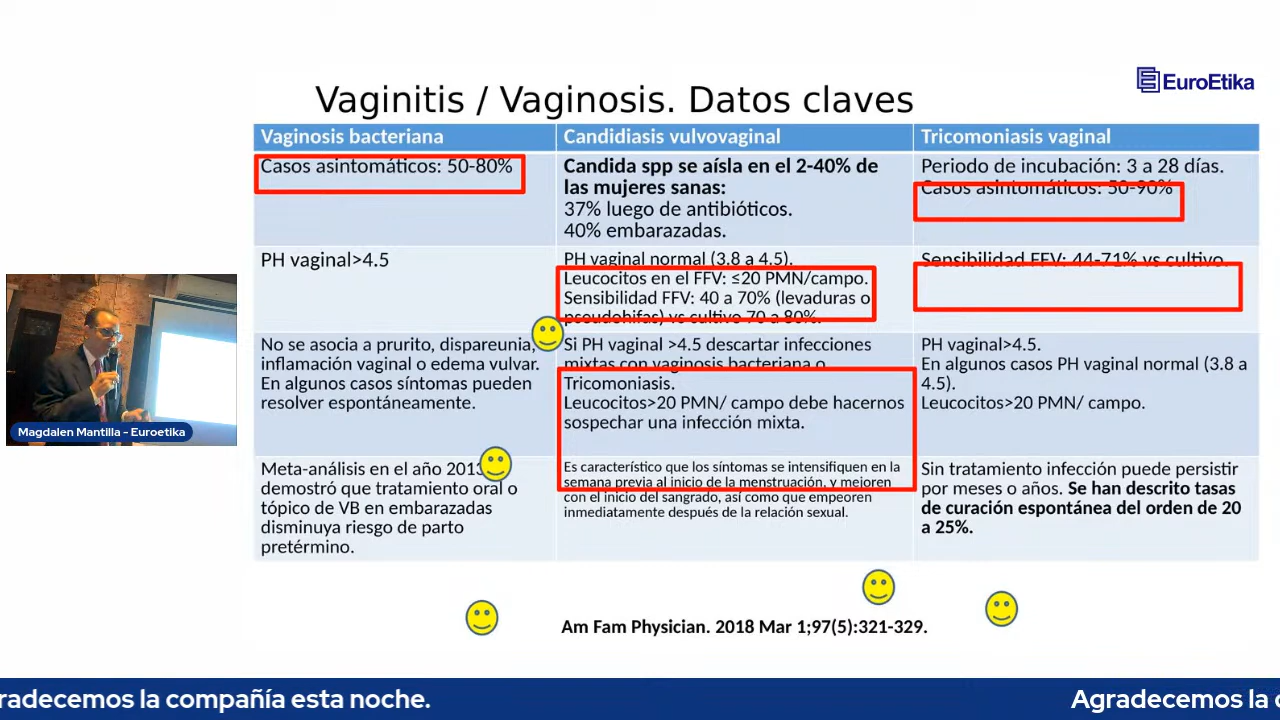 EuroEtika
Vaginitis / Vaginosis. Datos claves
Vaginosis bacteriana
Candidiasis vulvovaginal
Tricomoniasis vaginal
Casos asintomáticos: 50-80%
Candida spp se aísla en el 2-40% de
las mujeres sanas:
37% luego de antibióticos.
40% embarazadas.
Periodo de incubación: 3 a 28 días.
Casos asintomáticos: 50-90%
PH vaginal>4.5
PH vaginal normal (3.8 a 4.5).
Leucocitos en el FFV: ≤20 PMN/campo.
Sensibilidad FFV: 40 a 70% (levaduras o
pseudohifas) vs cultivo 70 a 80%.
Sensibilidad FFV: 44-71% vs cultivo.
No se asocia a prurito, dispareunia,
inflamación vaginal o edema vulvar.
En algunos casos síntomas pueden
resolver espontáneamente.
Si PH vaginal >4.5 descartar infecciones
mixtas con vaginosis bacteriana o
Tricomoniasis.
Leucocitos>20 PMN/ campo debe hacernos
sospechar una infección mixta.
PH vaginal>4.5.
En algunos casos PH vaginal normal (3.8 a
4.5).
Leucocitos>20 PMN/ campo.
Meta-análisis en el año 2013
demostró que tratamiento oral o
tópico de VB en embarazadas
disminuya riesgo de parto
pretérmino.
Es característico que los síntomas se intensifiquen en la
semana previa al inicio de la menstruación, y mejoren
con el inicio del sangrado, así como que empeoren
inmediatamente después de la relación sexual.
Sin tratamiento infección puede persistir
por meses o años. Se han descrito tasas
de curación espontánea del orden de 20
a 25%.
Magdalen Mantilla - Euroetika
Am Fam Physician. 2018 Mar 1;97(5):321-329.
radecemos la compañía esta noche.
Agradecemos la c